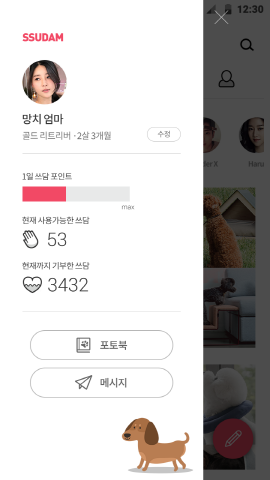 12:30
SSUDAM
망치 엄마
골드 리트리버 · 2살 3개월
수정
1일 쓰담 포인트
max
현재 사용가능한 쓰담
53
현재까지 기부한 쓰담
3432
포토북
메시지